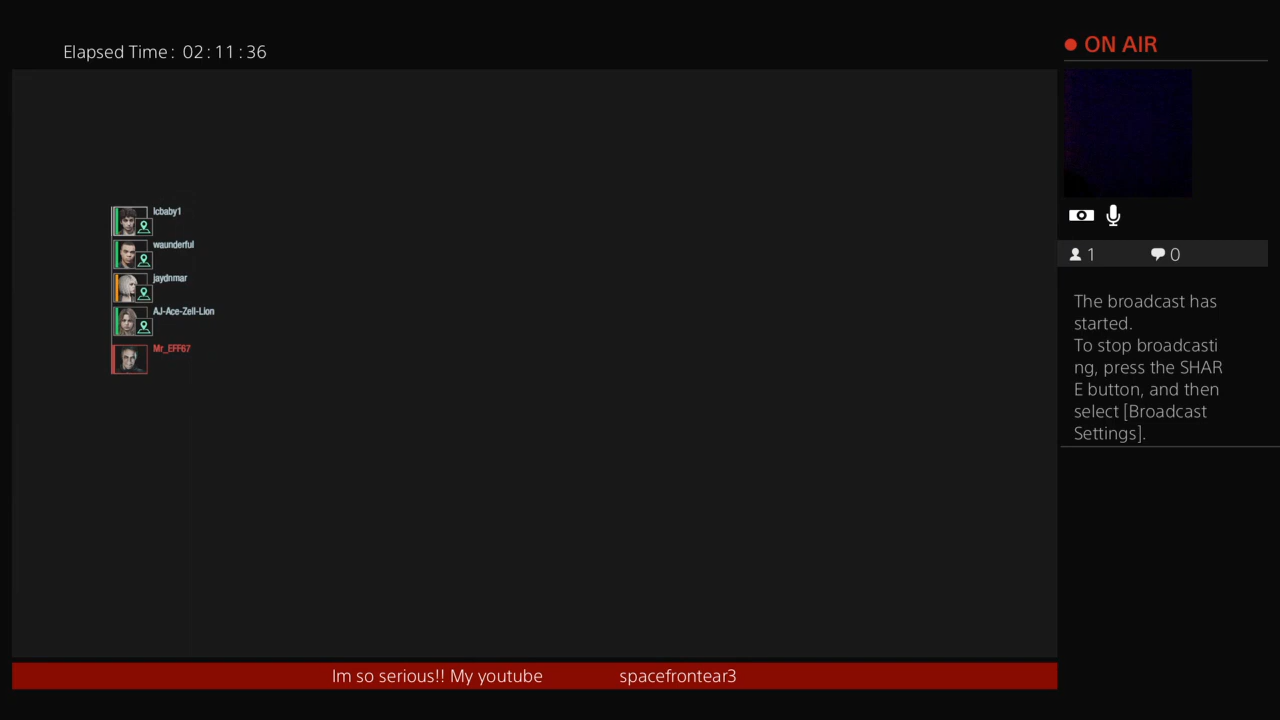 Elapsed Time: 02:11:36
ON AIR
lcbaby1
waunderful
jaydnmar
AJ-Ace-Zell-Lion
Mr_EFF67
1 0
The broadcast has
started.
To stop broadcasti
ng, press the SHAR
E button, and then
select [Broadcast
Settings].
Im so serious!! My youtube spacefrontear3